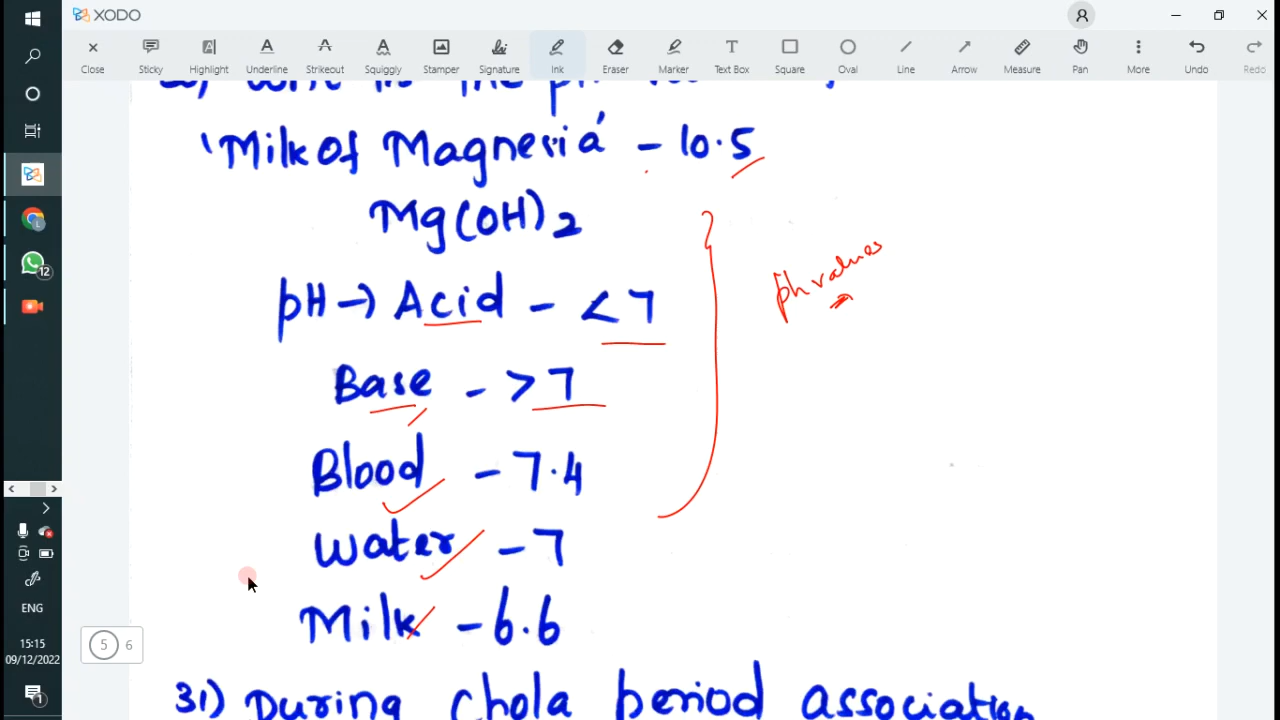 XODO
Close Sticky Highlight Underline Strikeout Squiggly Stamper Signature Ink Eraser Marker Text Box Square Oval Line Arrow Measure Pan More Undo Redo
'Milk of Magnesia' - 10.5
Mg(OH)2
pH → Acid - < 7
ph values
Base - > 7
Blood - 7.4
Water - 7
Milk - 6.6
31) During Chola period association
12
ENG
15:15
09/12/2022
5 6
1